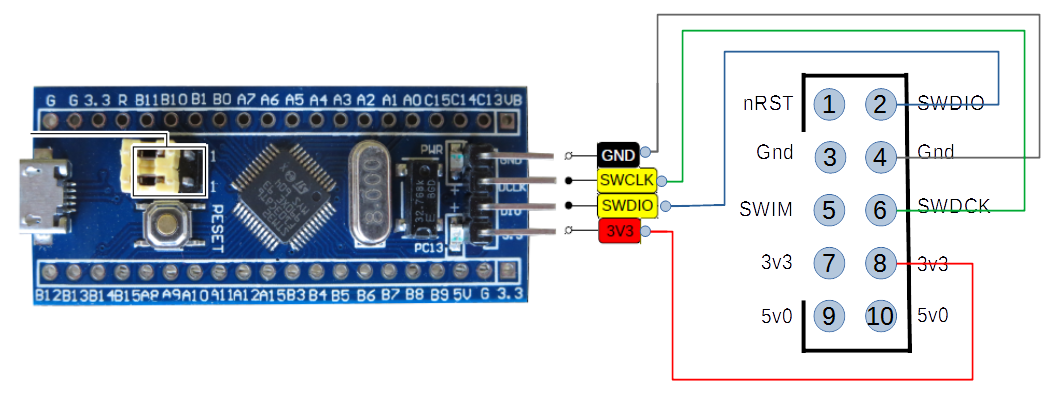 G G 3.3 R B11 B10 B1 B0 A7 A6 A5 A4 A3 A2 A1 A0 C15 C14 C13 VB
PWR
GND
DCLK
DIO
1
1
RESET
8.000
32.768k
PC13
B12 B13 B14 B15 A8 A9 A10 A11 A12 A15 B3 B4 B5 B6 B7 B8 B9 5V G 3.3
GND
SWCLK
SWDIO
3V3
nRST 1 2 SWDIO
Gnd 3 4 Gnd
SWIM 5 6 SWDCK
3v3 7 8 3v3
5v0 9 10 5v0